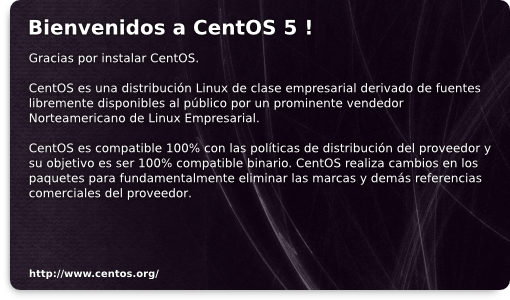 Bienvenidos a CentOS 5 !
Gracias por instalar CentOS.
CentOS es una distribución Linux de clase empresarial derivado de fuentes
libremente disponibles al público por un prominente vendedor
Norteamericano de Linux Empresarial.
CentOS es compatible 100% con las políticas de distribución del proveedor y
su objetivo es ser 100% compatible binario. CentOS realiza cambios en los
paquetes para fundamentalmente eliminar las marcas y demás referencias
comerciales del proveedor.
http://www.centos.org/